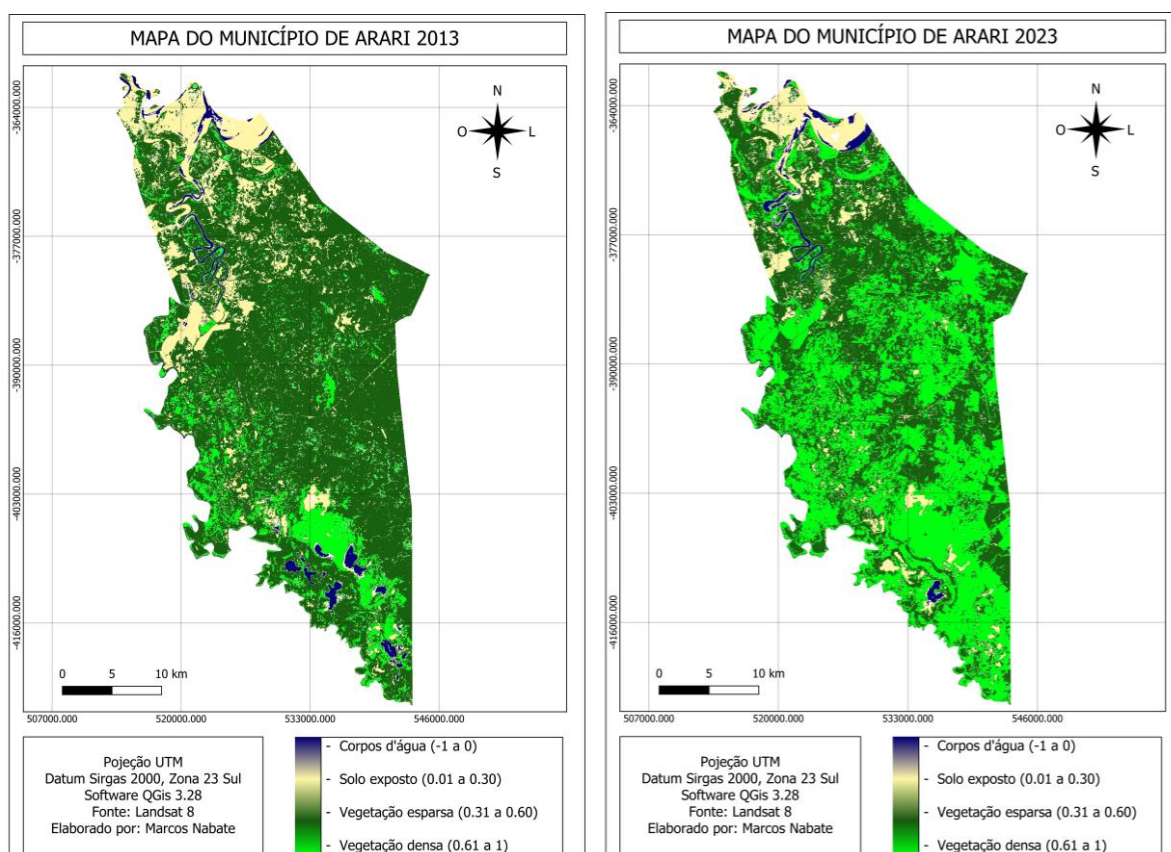 MAPA DO MUNICÍPIO DE ARARI 2013
N
O
L
S
-364000.000
-377000.000
-390000.000
-403000.000
-416000.000
0 5 10 km
507000.000 520000.000 533000.000 546000.000
Pojeção UTM
Datum Sirgas 2000, Zona 23 Sul
Software QGis 3.28
Fonte: Landsat 8
Elaborado por: Marcos Nabate
- Corpos d'água (-1 a 0)
- Solo exposto (0.01 a 0.30)
- Vegetação esparsa (0.31 a 0.60)
- Vegetação densa (0.61 a 1)
MAPA DO MUNICÍPIO DE ARARI 2023
N
O
L
S
-364000.000
-377000.000
-390000.000
-403000.000
-416000.000
0 5 10 km
507000.000 520000.000 533000.000 546000.000
Pojeção UTM
Datum Sirgas 2000, Zona 23 Sul
Software QGis 3.28
Fonte: Landsat 8
Elaborado por: Marcos Nabate
- Corpos d'água (-1 a 0)
- Solo exposto (0.01 a 0.30)
- Vegetação esparsa (0.31 a 0.60)
- Vegetação densa (0.61 a 1)